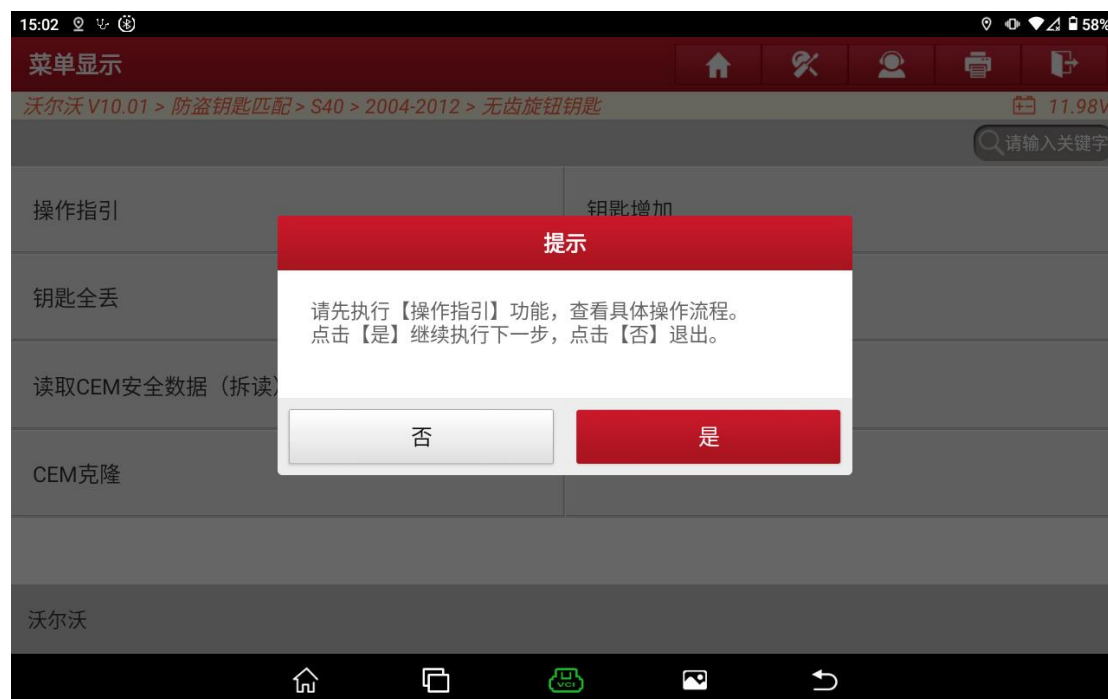 15:02 58%
菜单显示
沃尔沃 V10.01 > 防盗钥匙匹配 > S40 > 2004-2012 > 无齿旋钮钥匙 11.98V
请输入关键字
操作指引 钥匙增加
提示
钥匙全丢
请先执行【操作指引】功能，查看具体操作流程。
点击【是】继续执行下一步，点击【否】退出。
读取CEM安全数据（拆读）
否 是
CEM克隆
沃尔沃
VCI